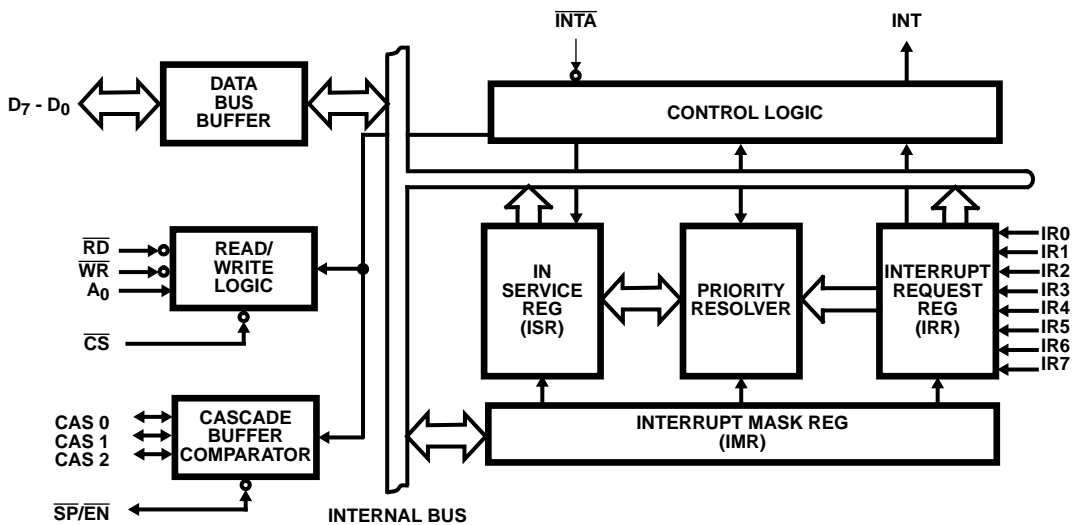 INTA
INT
D7 - D0
DATA
BUS
BUFFER
CONTROL LOGIC
RD
WR
A0
READ/
WRITE
LOGIC
CS
IN
SERVICE
REG
(ISR)
PRIORITY
RESOLVER
INTERRUPT
REQUEST
REG
(IRR)
IR0
IR1
IR2
IR3
IR4
IR5
IR6
IR7
CAS 0
CAS 1
CAS 2
CASCADE
BUFFER
COMPARATOR
INTERRUPT MASK REG
(IMR)
SP/EN
INTERNAL BUS